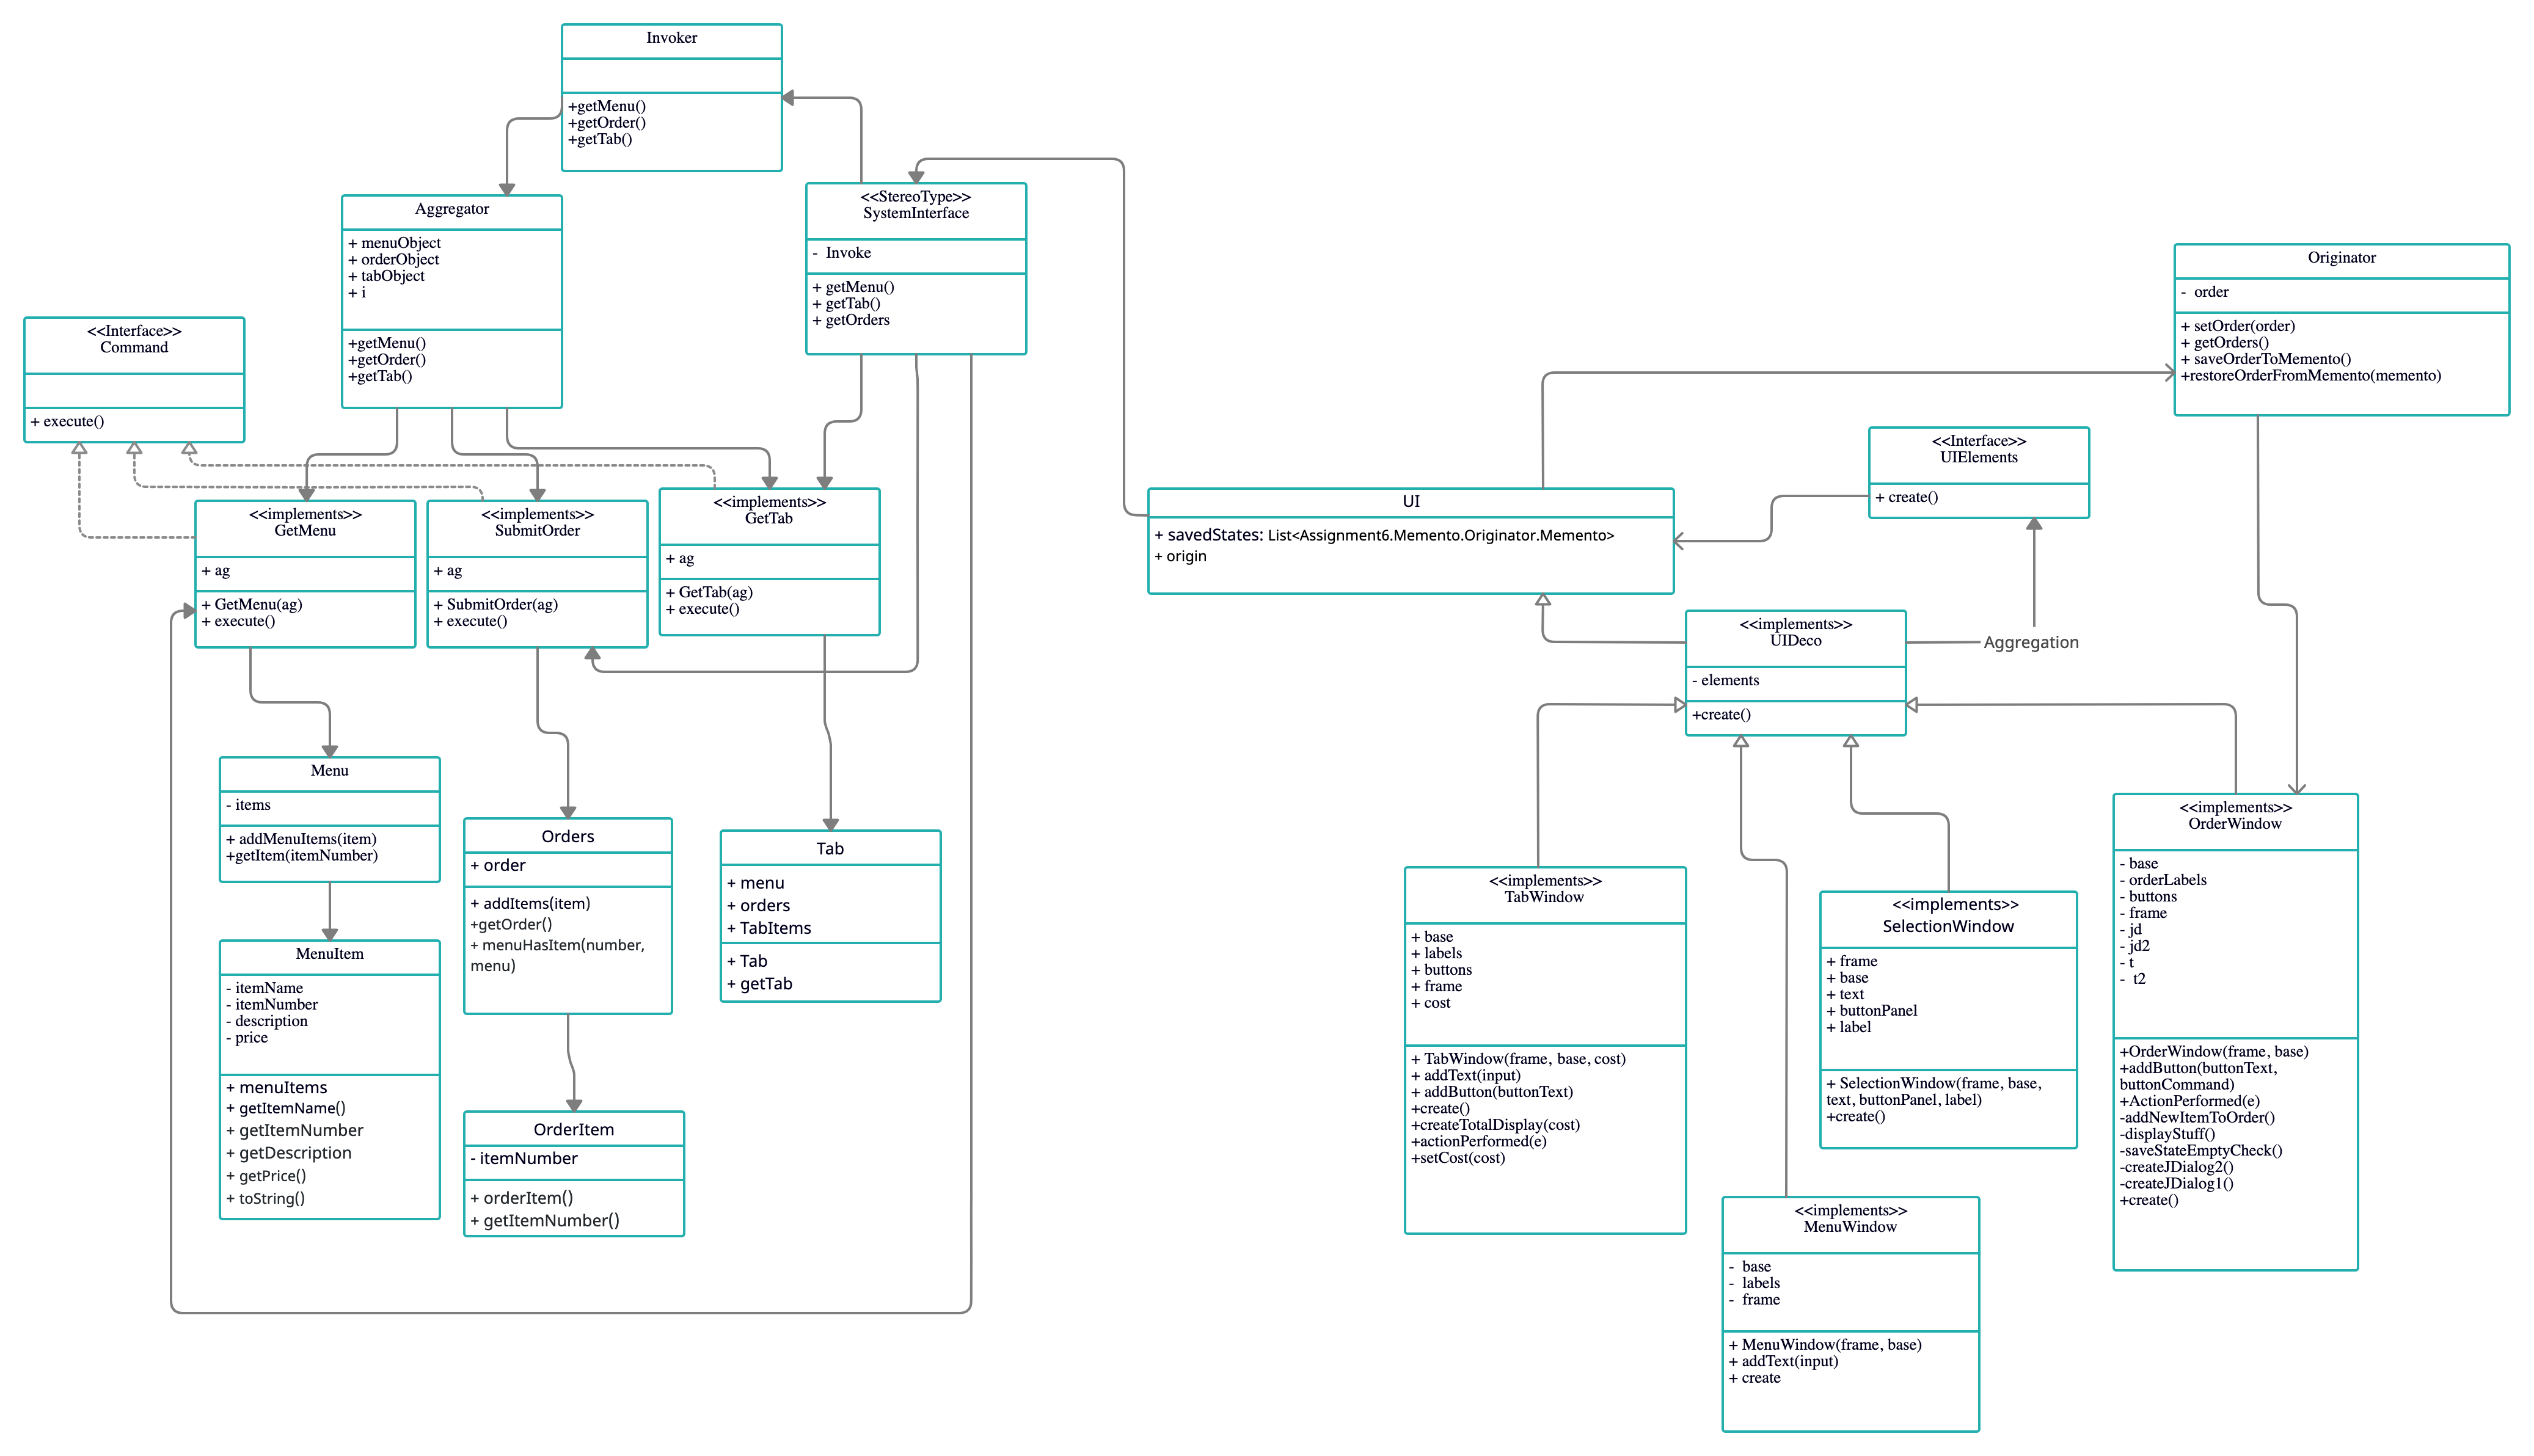 Invoker
+getMenu()
+getOrder()
+getTab()
Aggregator
+ menuObject
+ orderObject
+ tabObject
+ i
+getMenu()
+getOrder()
+getTab()
<<StereoType>>
SystemInterface
-  Invoke
+ getMenu()
+ getTab()
+ getOrders
<<Interface>>
Command
+ execute()
<<implements>>
GetMenu
+ ag
+ GetMenu(ag)
+ execute()
<<implements>>
SubmitOrder
+ ag
+ SubmitOrder(ag)
+ execute()
<<implements>>
GetTab
+ ag
+ GetTab(ag)
+ execute()
Menu
- items
+ addMenuItems(item)
+getItem(itemNumber)
MenuItem
- itemName
- itemNumber
- description
- price
+ menuItems
+ getItemName()
+ getItemNumber
+ getDescription
+ getPrice()
+ toString()
Orders
+ order
+ addItems(item)
+getOrder()
+ menuHasItem(number,
menu)
OrderItem
- itemNumber
+ orderItem()
+ getItemNumber()
Tab
+ menu
+ orders
+ TabItems
+ Tab
+ getTab
UI
+ savedStates: List<Assignment6.Memento.Originator.Memento>
+ origin
Originator
-  order
+ setOrder(order)
+ getOrders()
+ saveOrderToMemento()
+restoreOrderFromMemento(memento)
<<Interface>>
UIElements
+ create()
<<implements>>
UIDeco
- elements
+create()
Aggregation
<<implements>>
TabWindow
+ base
+ labels
+ buttons
+ frame
+ cost
+ TabWindow(frame, base, cost)
+ addText(input)
+ addButton(buttonText)
+create()
+createTotalDisplay(cost)
+actionPerformed(e)
+setCost(cost)
<<implements>>
MenuWindow
-  base
-  labels
-  frame
+ MenuWindow(frame, base)
+ addText(input)
+ create
<<implements>>
SelectionWindow
+ frame
+ base
+ text
+ buttonPanel
+ label
+ SelectionWindow(frame, base,
text, buttonPanel, label)
+create()
<<implements>>
OrderWindow
- base
- orderLabels
- buttons
- frame
- jd
- jd2
- t
-  t2
+OrderWindow(frame, base)
+addButton(buttonText,
buttonCommand)
+ActionPerformed(e)
-addNewItemToOrder()
-displayStuff()
-saveStateEmptyCheck()
-createJDialog2()
-createJDialog1()
+create()